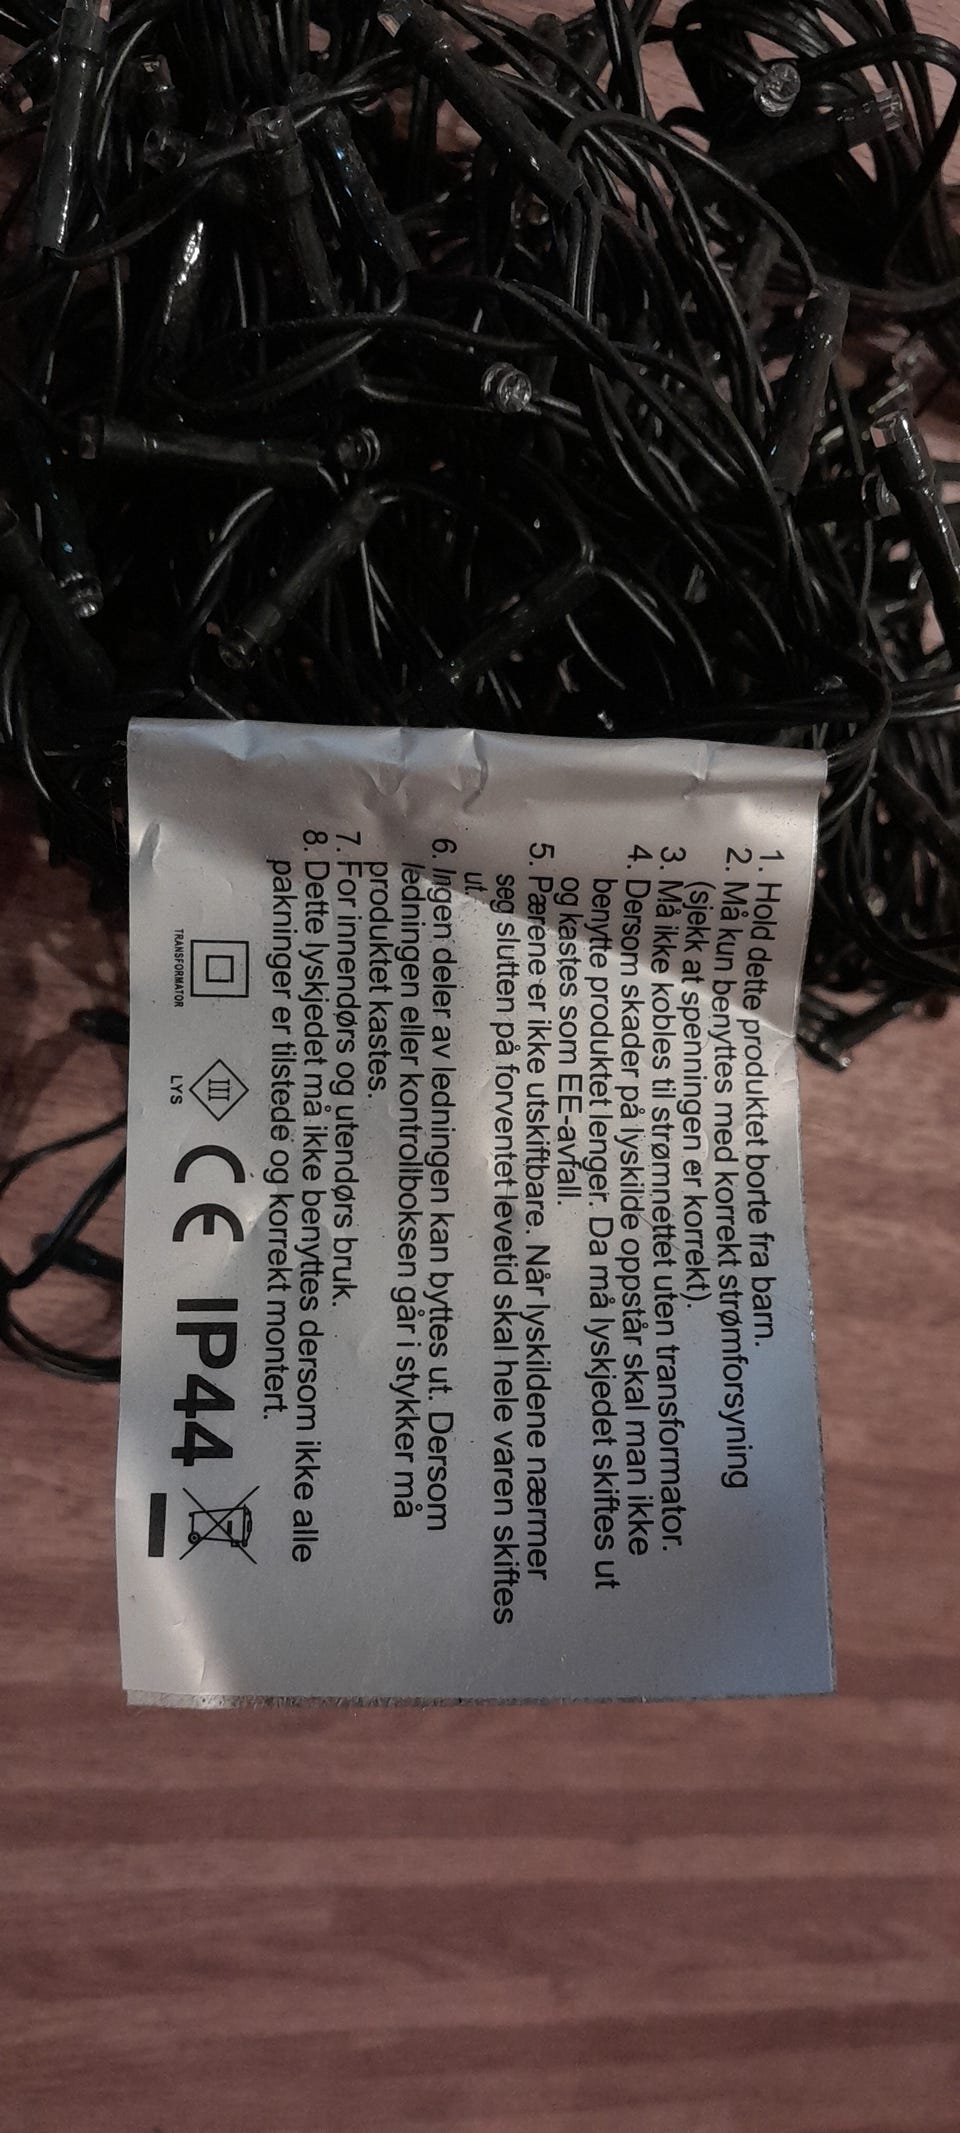 1. Hold dette produktet borte fra barn.
2. Må kun benyttes med korrekt strømforsyning
(sjekk at spenningen er korrekt).
3. Må ikke kobles til strømnettet uten transformator.
4. Dersom skader på lyskilde oppstår skal man ikke
benytte produktet lenger. Da må lyskjedet skiftes ut
og kastes som EE-avfall.
5. Pærene er ikke utskiftbare. Når lyskildene nærmer
seg slutten på forventet levetid skal hele varen skiftes
ut.
6. Ingen deler av ledningen kan byttes ut. Dersom
ledningen eller kontrollboksen går i stykker må
produktet kastes.
7. For innendørs og utendørs bruk.
8. Dette lyskjedet må ikke benyttes dersom ikke alle
pakninger er tilstede og korrekt montert.
III CE IP44
TRANSFORMATOR LYS